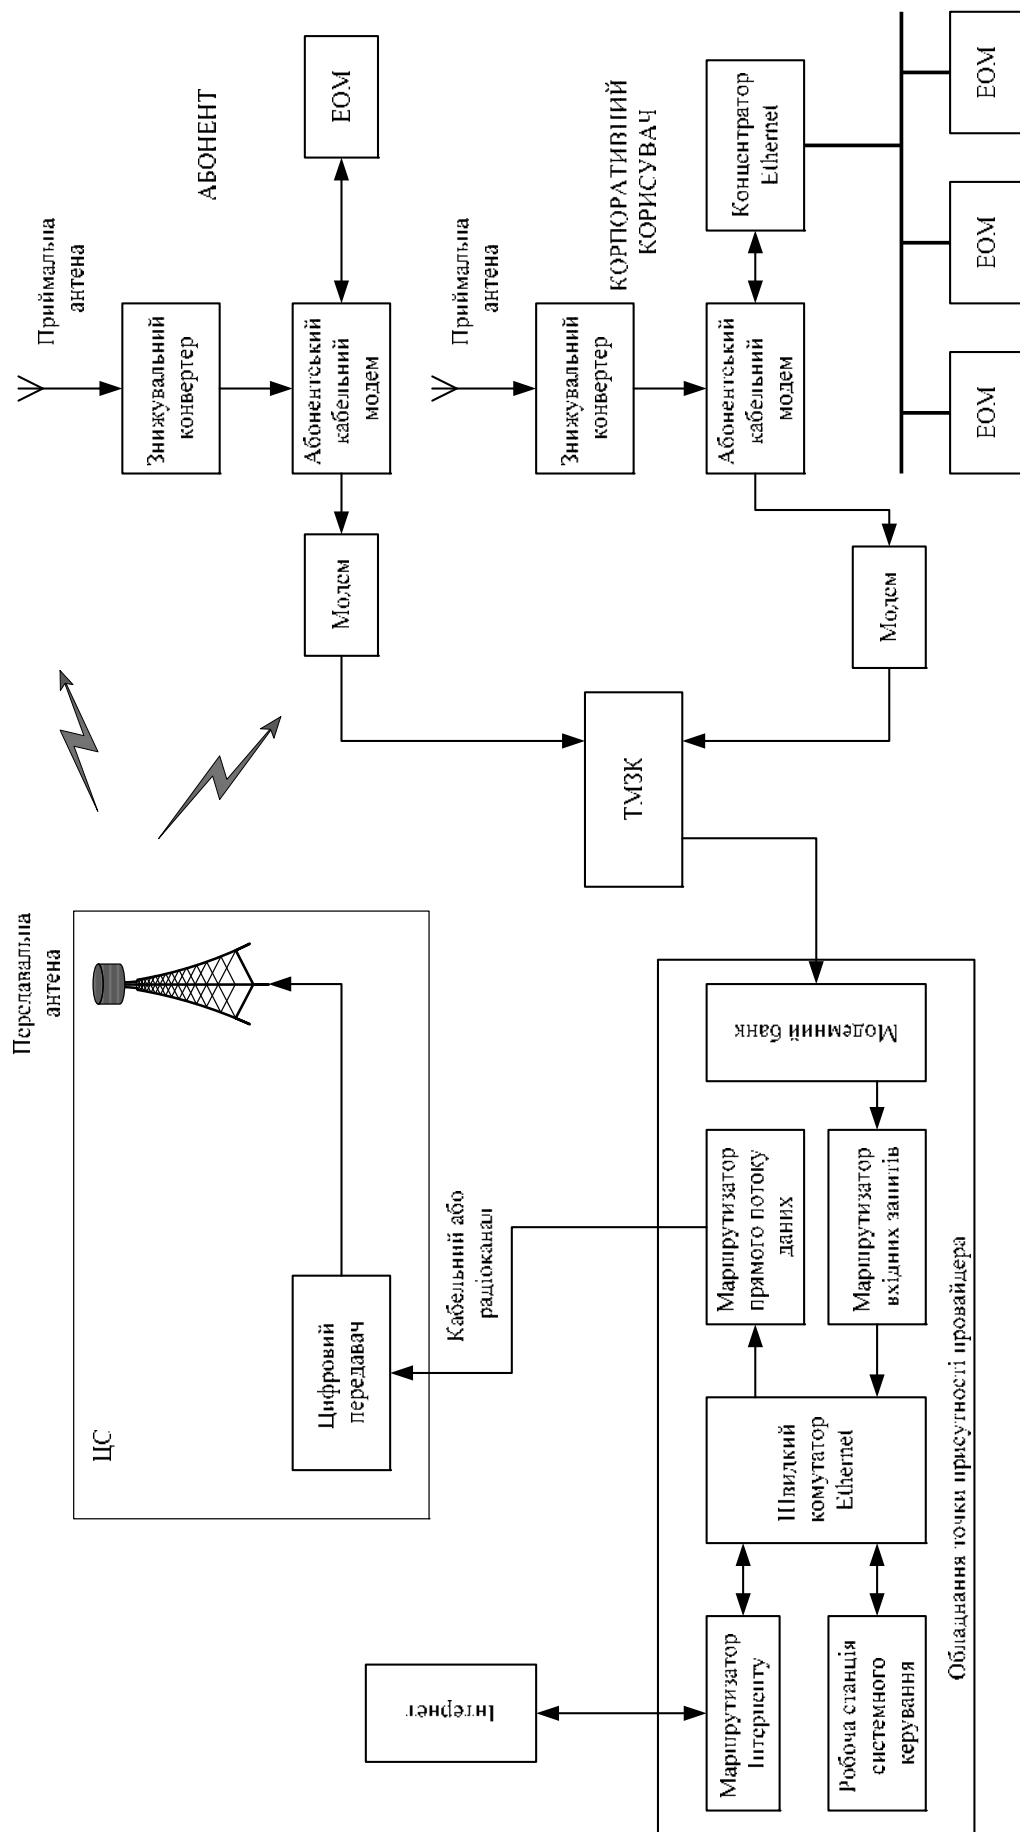 Передавальна
антена
ЦС
Цифровий
передавач
Кабельний або
радіоканал
Приймальна
антена
Знижувальний
конвертер
Абонентський
кабельний
модем
АБОНЕНТ
ЕОМ
Модем
Приймальна
антена
Знижувальний
конвертер
Абонентський
кабельний
модем
КОРПОРАТИВНИЙ
КОРИСУВАЧ
Концентратор
Ethernet
ЕОМ
ЕОМ
ЕОМ
Модем
ТМЗК
Інтернет
Маршрутизатор
Інтернету
Робоча станція
системного
керування
Швидкий
комутатор
Ethernet
Маршрутизатор
прямого потоку
даних
Маршрутизатор
вхідних запитів
Модемний банк
Обладнання точки присутності провайдера